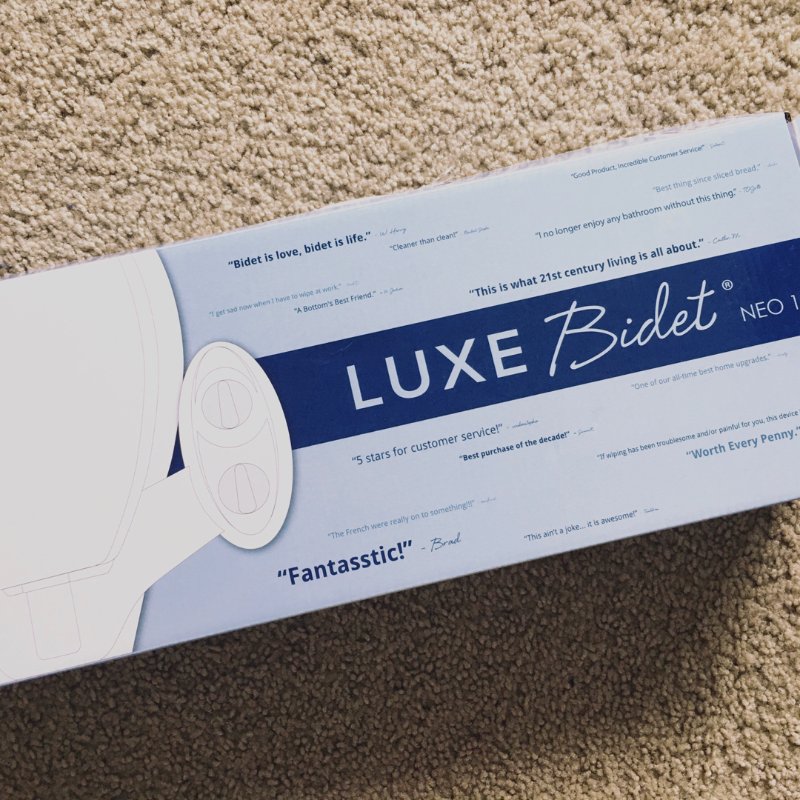 "Good Product, incredible Customer Service!"
"Best thing since sliced bread."
"I no longer enjoy any bathroom without this thing."
"Bidet is love, bidet is life."
"Cleaner than clean!"
"This is what 21st century living is all about." - Caitlin M.
"I get sad now when I have to wipe at work."
"A Bottom's Best Friend."
LUXE Bidet® NEO 1
"One of our all-time best home upgrades."
"5 stars for customer service!"
"Best purchase of the decade!"
"If wiping has been troublesome and/or painful for you, this device
"Worth Every Penny."
"The French were really on to something!!!"
"This ain't a joke... it is awesome!"
"Fantasstic!" - Brad